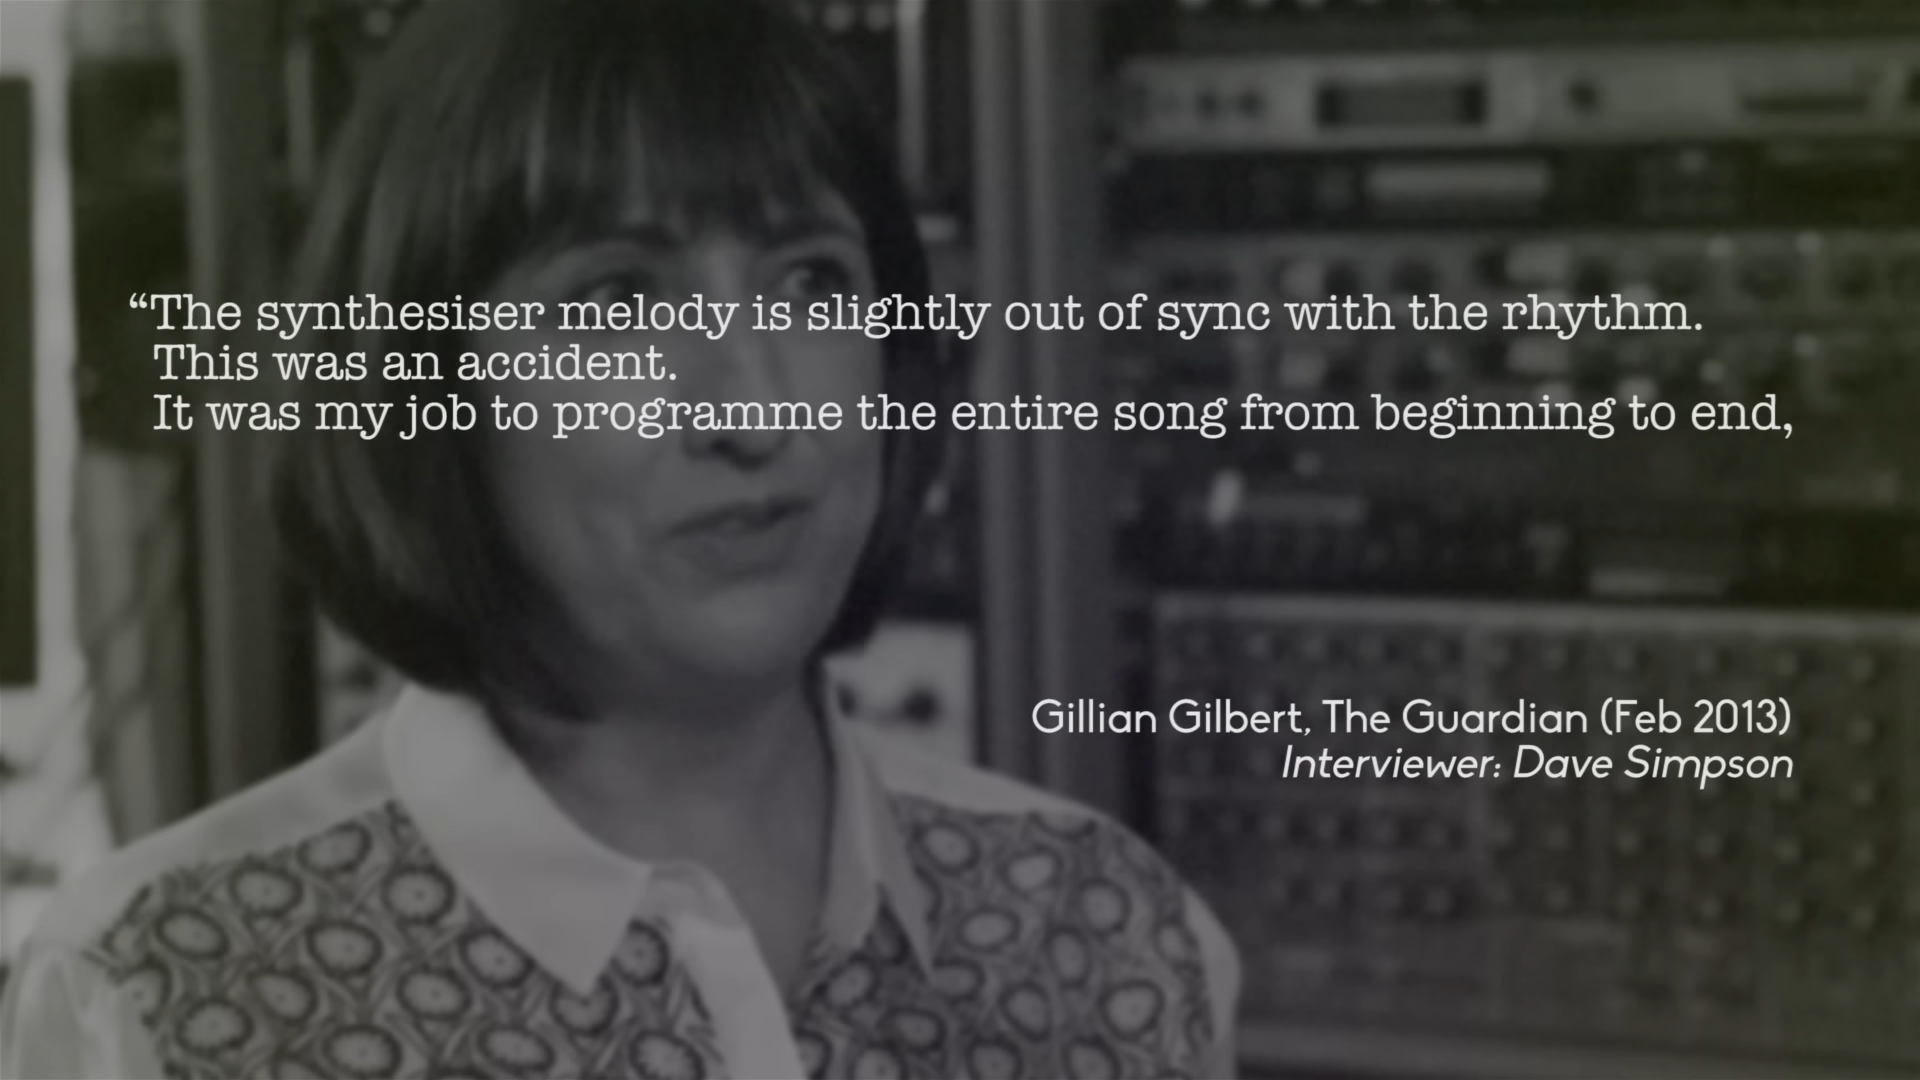 “The synthesiser melody is slightly out of sync with the rhythm.
This was an accident.
It was my job to programme the entire song from beginning to end,
Gillian Gilbert, The Guardian (Feb 2013)
Interviewer: Dave Simpson